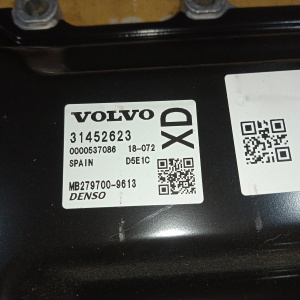 VOLVO
31452623
0000537086 18-072
SPAIN D5E1C
XD
MB279700-9613
DENSO